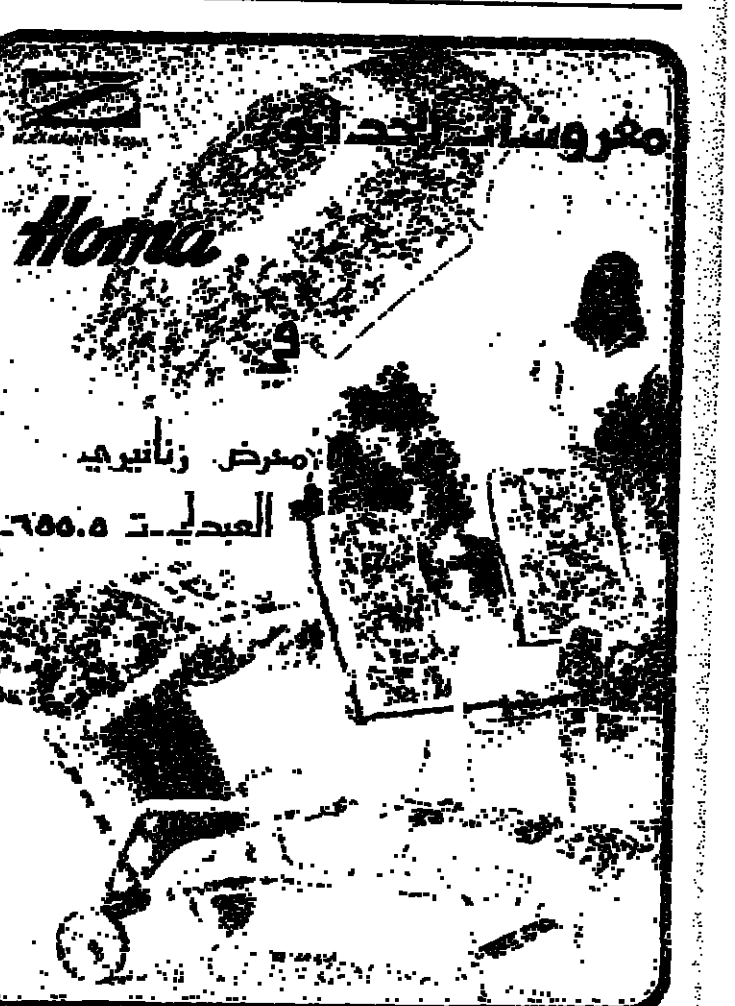 مفروشات الحدائق
Homa
في
معرض زنانيري
العبدلي ـ ت ٦٥٥٠٥